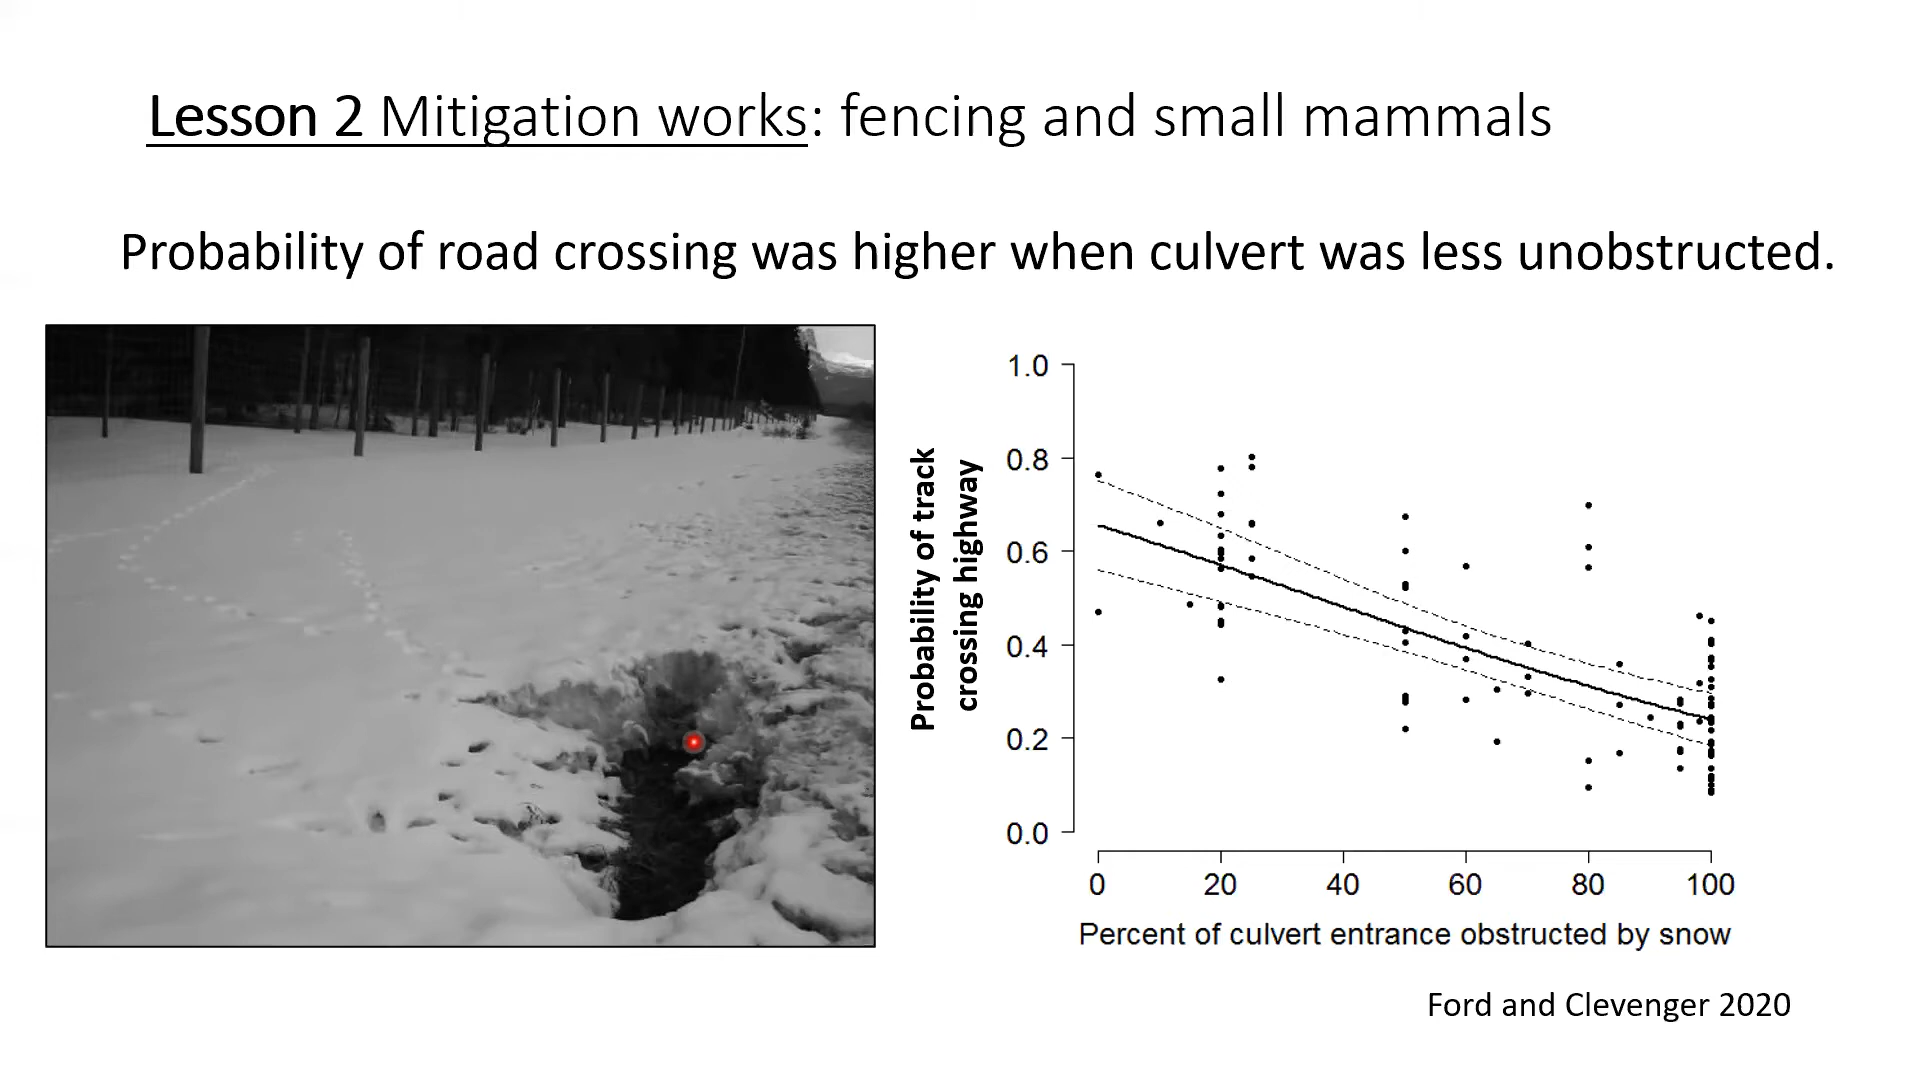 Lesson 2 Mitigation works: fencing and small mammals
Probability of road crossing was higher when culvert was less unobstructed.
Probability of track
crossing highway
1.0
0.8
0.6
0.4
0.2
0.0
0 20 40 60 80 100
Percent of culvert entrance obstructed by snow
Ford and Clevenger 2020